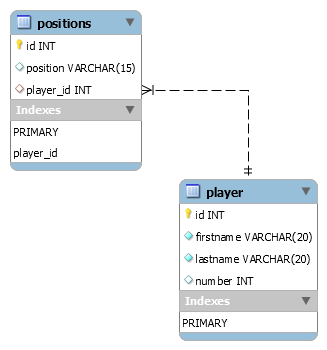 positions
id INT
position VARCHAR(15)
player_id INT
Indexes
PRIMARY
player_id
player
id INT
firstname VARCHAR(20)
lastname VARCHAR(20)
number INT
Indexes
PRIMARY